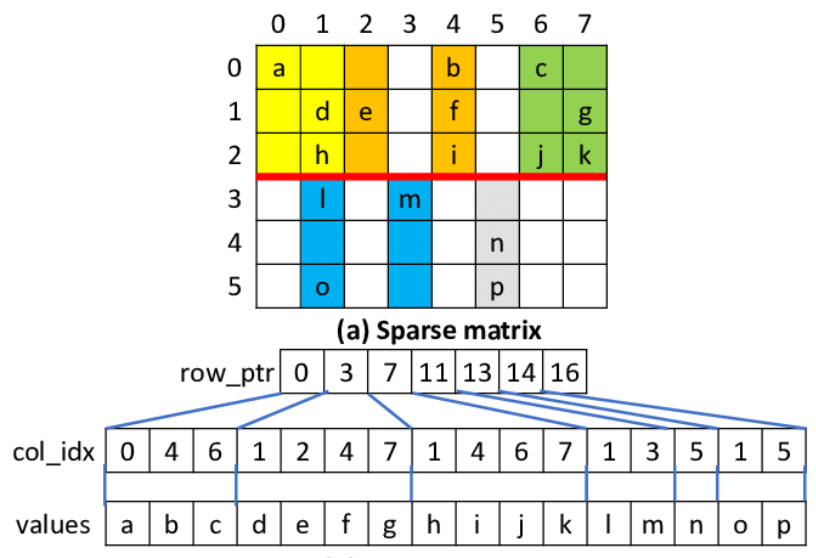 0 1 2 3 4 5 6 7
0 a b c
1 d e f g
2 h i j k
3 l m
4 n
5 o p
(a) Sparse matrix
row_ptr 0 3 7 11 13 14 16
col_idx 0 4 6 1 2 4 7 1 4 6 7 1 3 5 1 5
values a b c d e f g h i j k l m n o p